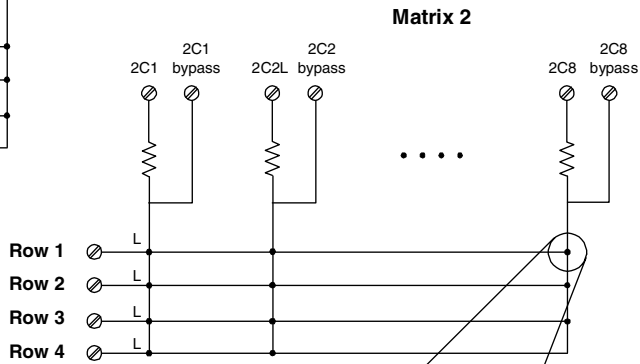 Matrix 2
2C1 2C1 bypass 2C2L 2C2 bypass 2C8 2C8 bypass
Row 1 L
Row 2 L
Row 3 L
Row 4 L